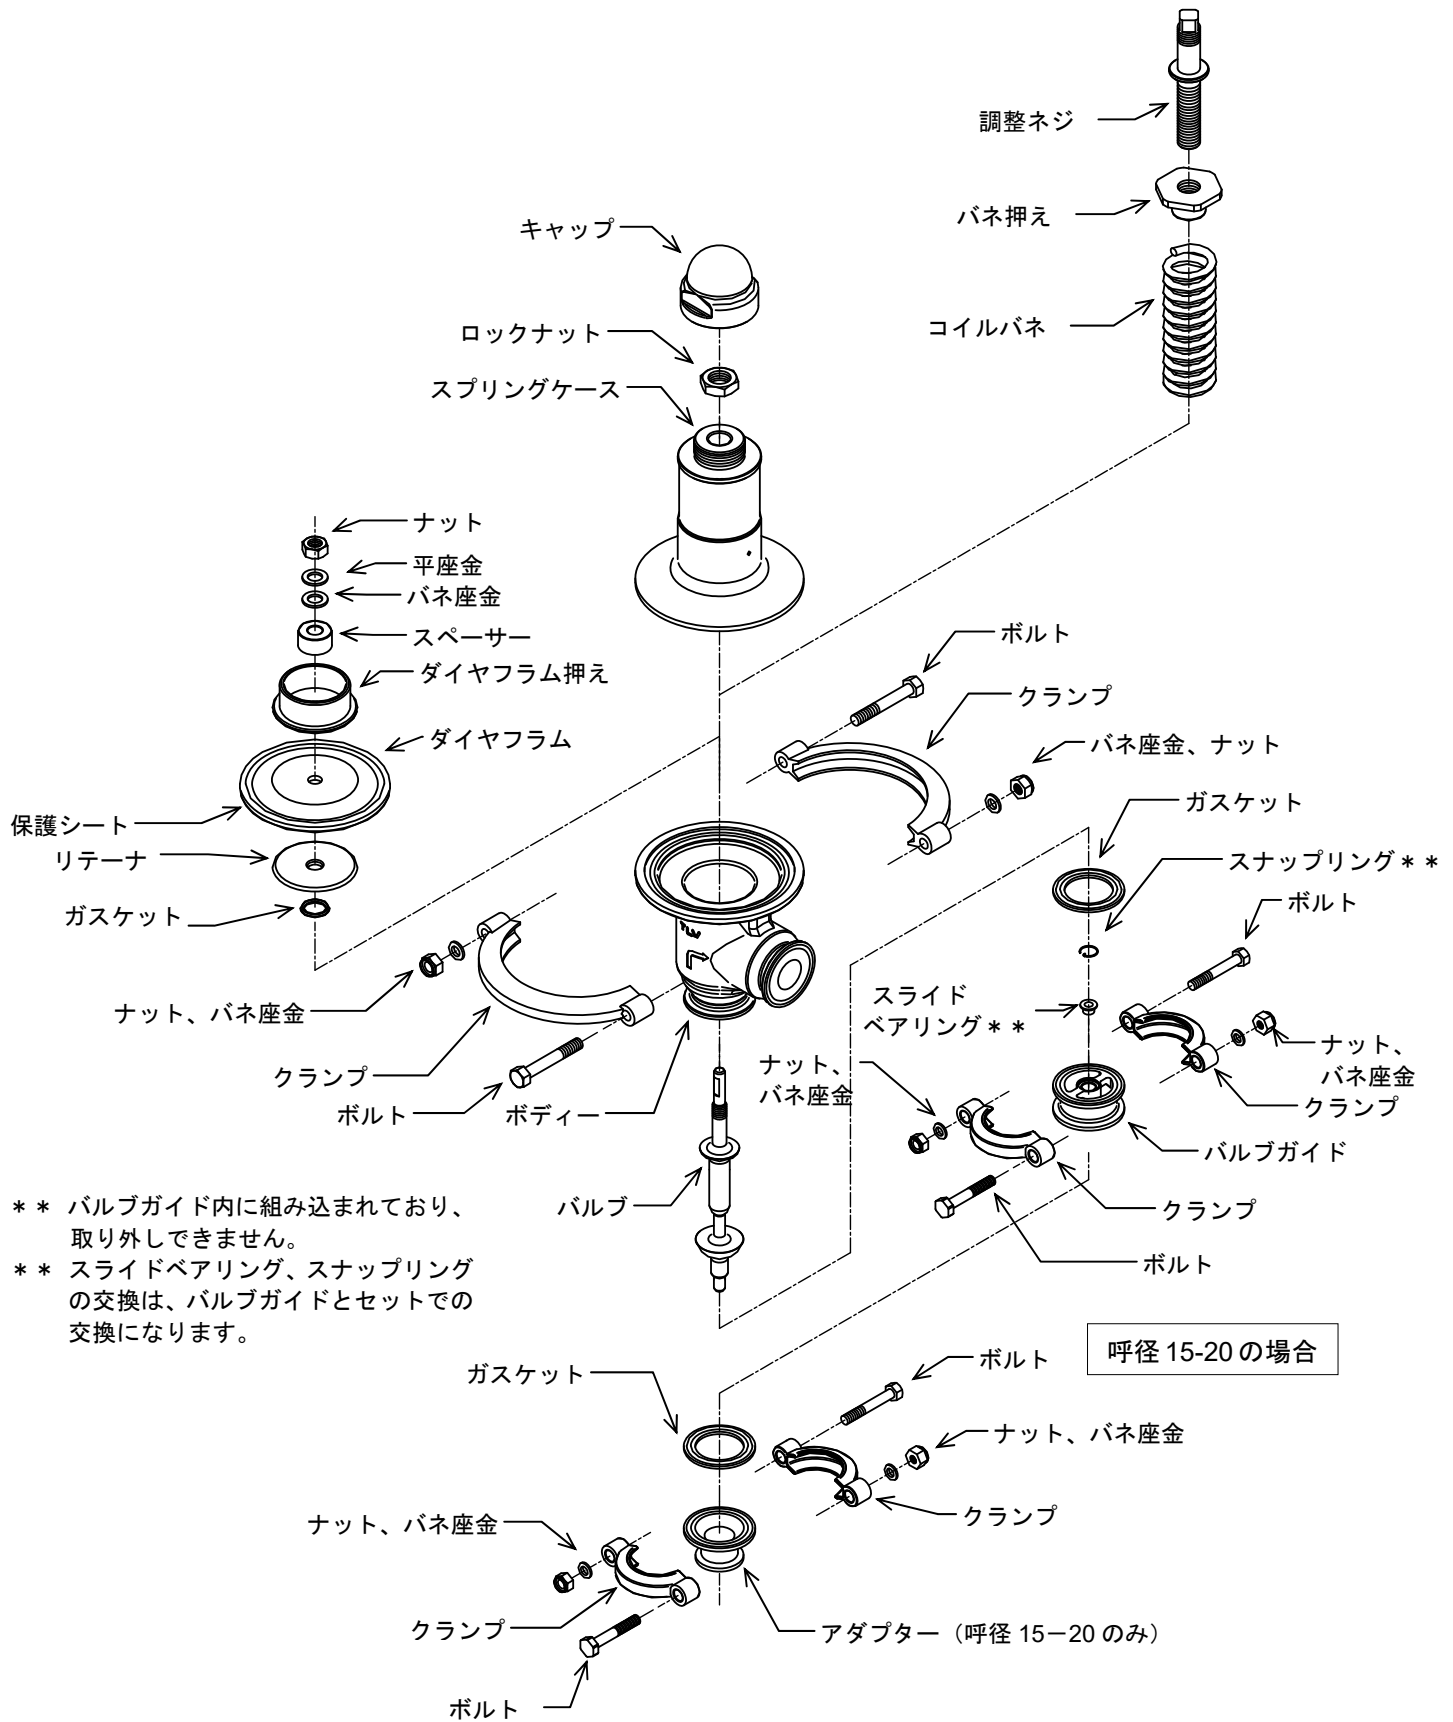 調整ネジ
バネ押え
キャップ
コイルバネ
ロックナット
スプリングケース
ナット
平座金
バネ座金
スペーサー
ダイヤフラム押え
ダイヤフラム
保護シート
リテーナ
ガスケット
ボルト
クランプ
バネ座金、ナット
ガスケット
スナップリング＊＊
ボルト
TLV
スライド
ベアリング＊＊
ナット、バネ座金
クランプ
ボルト
ボディー
ナット、
バネ座金
ナット、
バネ座金
クランプ
バルブガイド
バルブ
クランプ
ボルト
＊＊ バルブガイド内に組み込まれており、
取り外しできません。
＊＊ スライドベアリング、スナップリング
の交換は、バルブガイドとセットでの
交換になります。
呼径 15-20 の場合
ガスケット
ボルト
ナット、バネ座金
クランプ
ナット、バネ座金
クランプ
アダプター（呼径 15－20 のみ）
ボルト